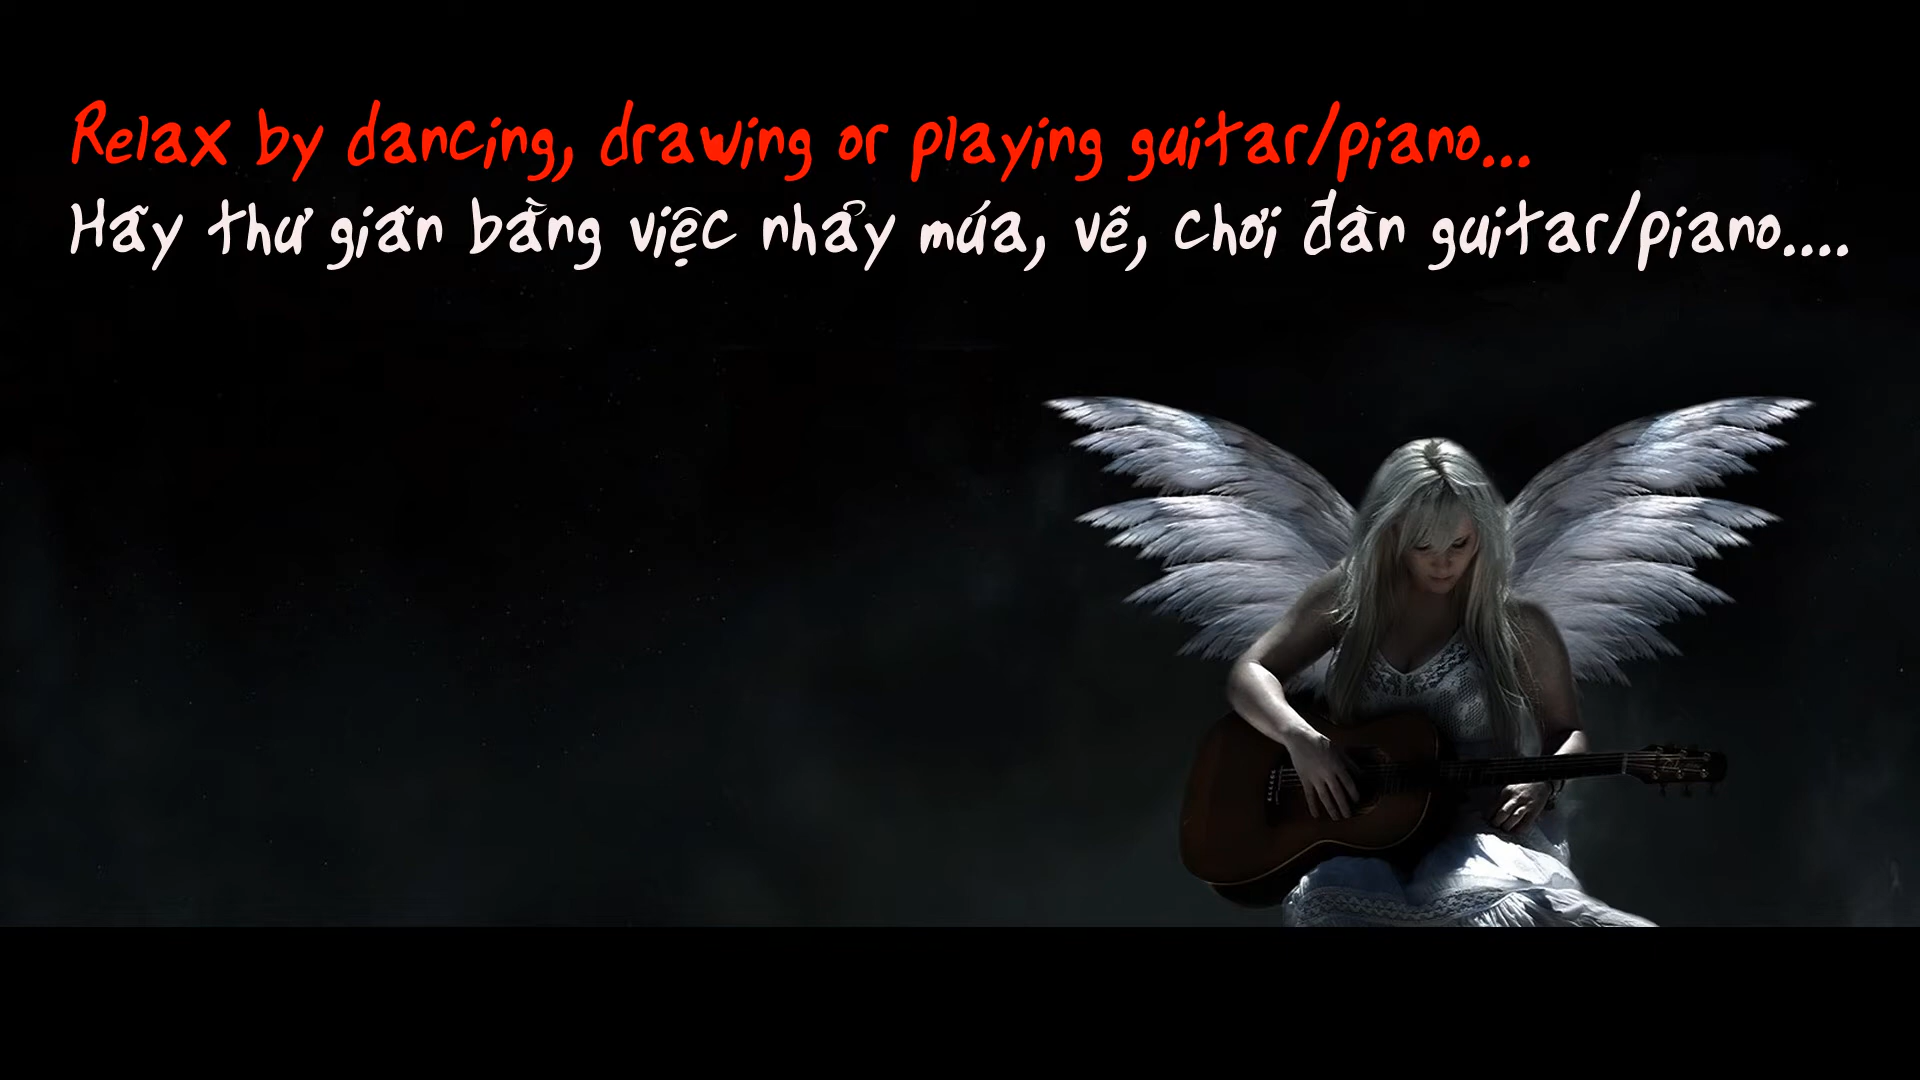 Relax by dancing, drawing or playing guitar/piano...
Hãy thư giãn bằng việc nhảy múa, vẽ, chơi đàn guitar/piano....